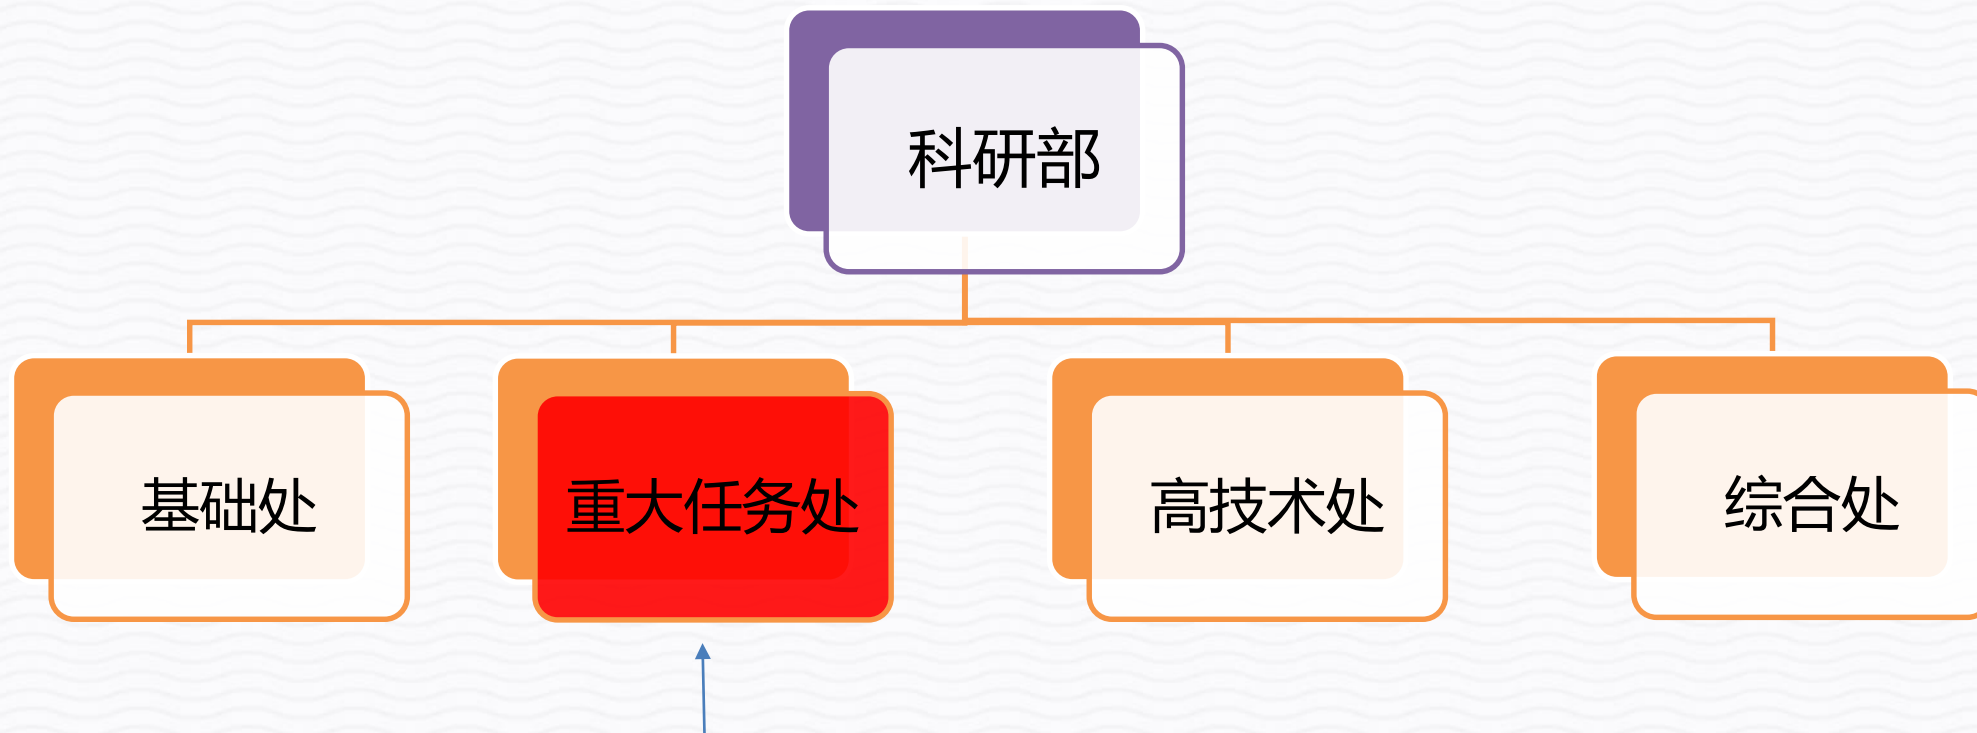 科研部
基础处
重大任务处
高技术处
综合处